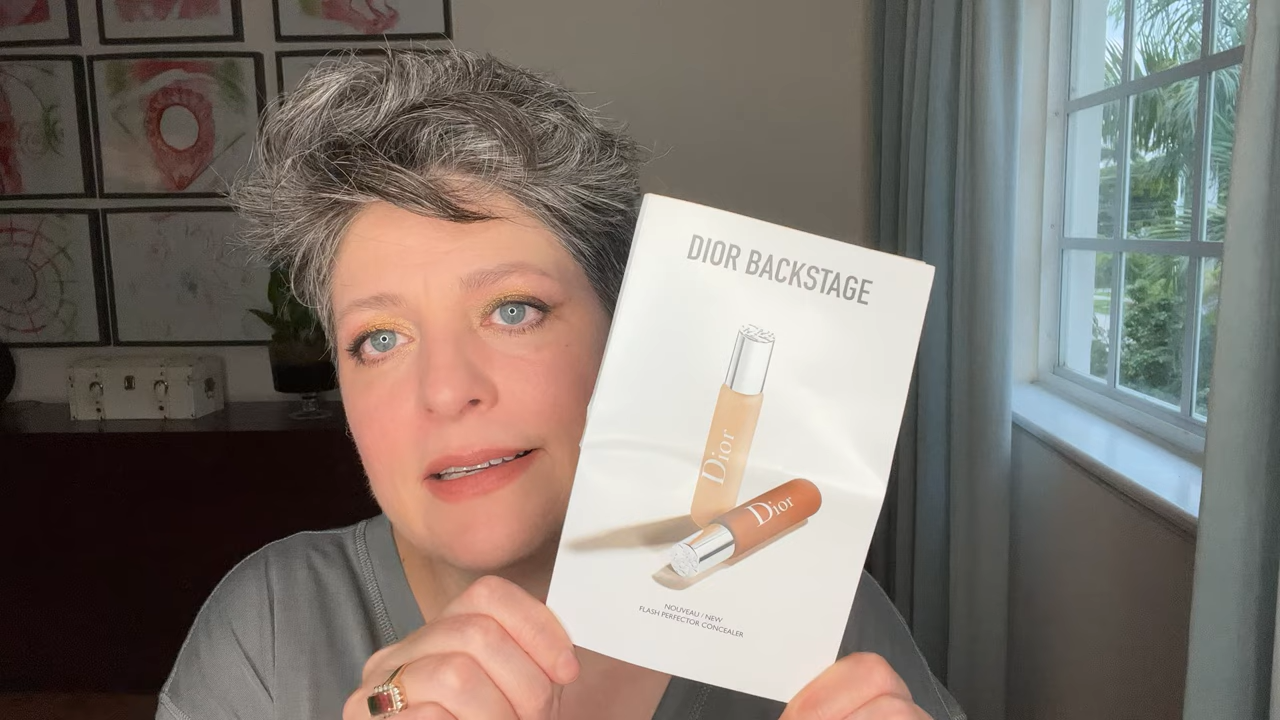 DIOR BACKSTAGE
Dior
Dior
NOUVEAU / NEW
FLASH PERFECTOR CONCEALER